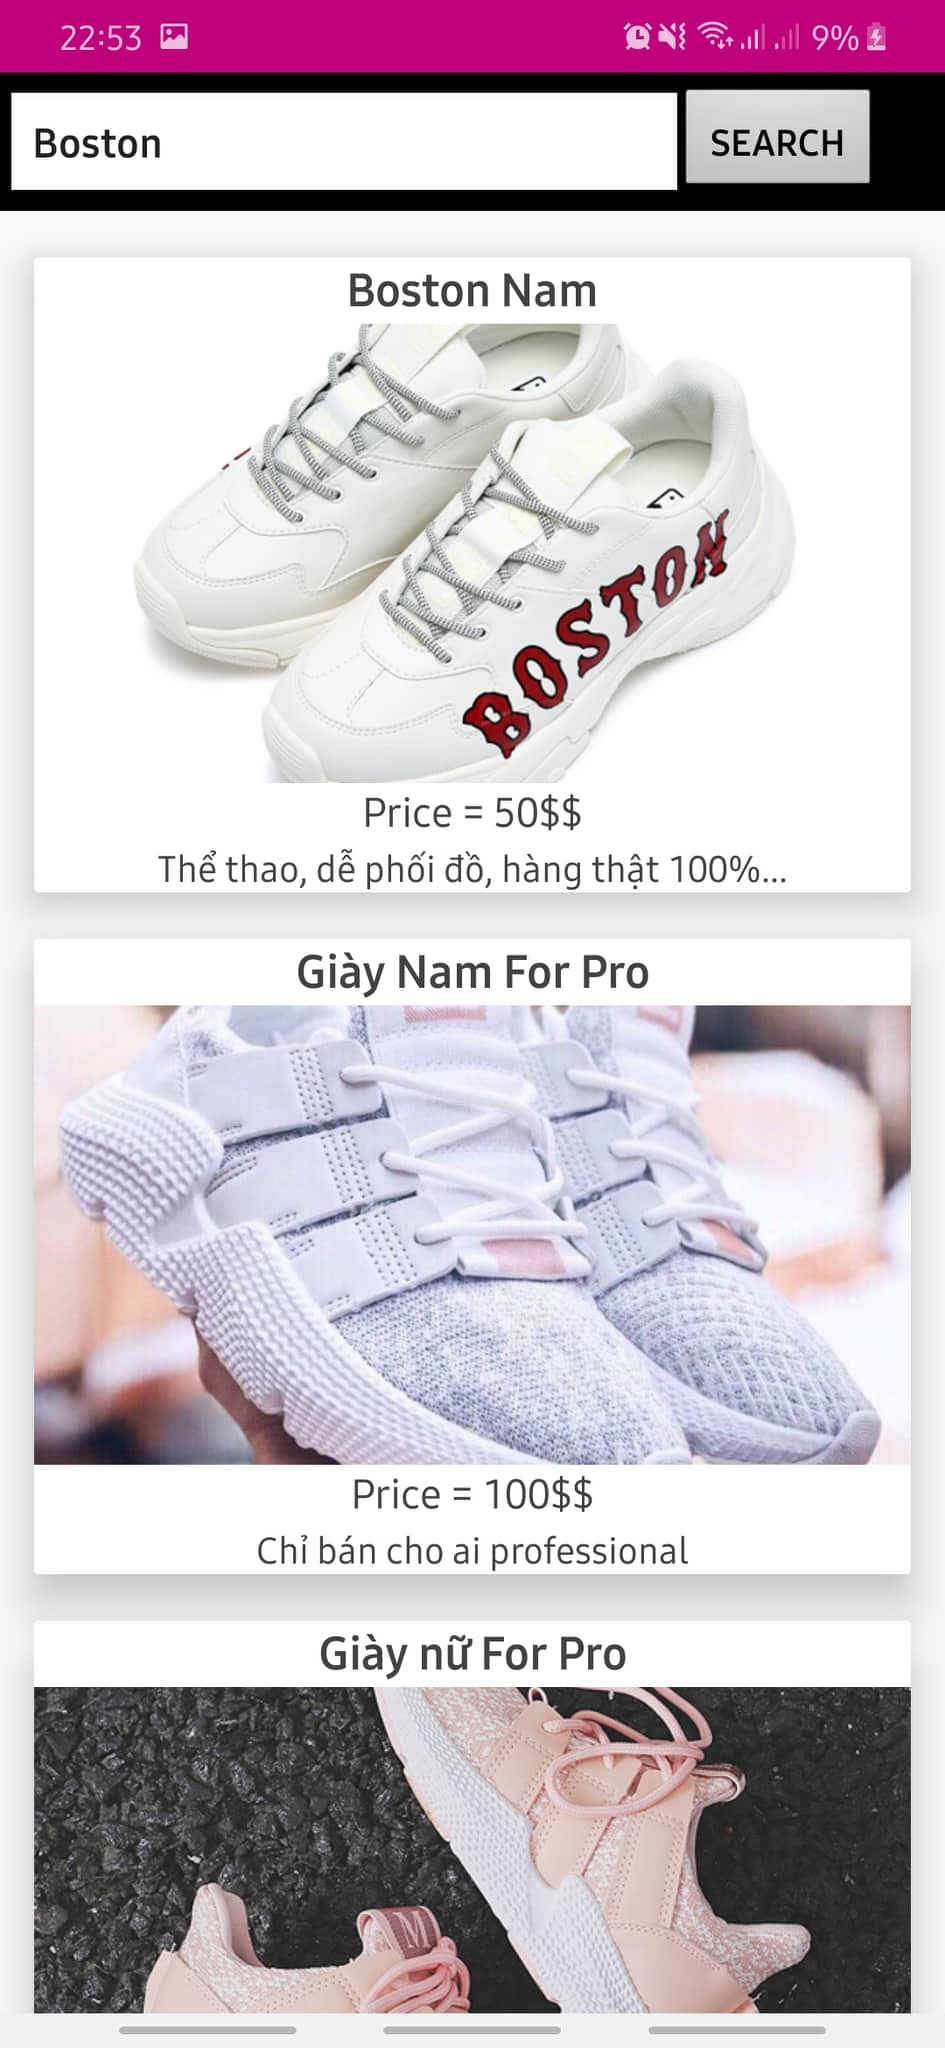 22:53 9%
Boston SEARCH
Boston Nam
BOSTON
Price = 50$$
Thể thao, dễ phối đồ, hàng thật 100%...
Giày Nam For Pro
Price = 100$$
Chỉ bán cho ai professional
Giày nữ For Pro
M